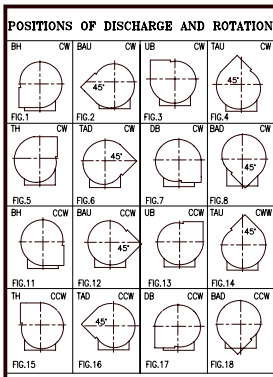 POSITIONS OF DISCHARGE AND ROTATION
BH CW BAU CW UB CW TAU CW
45° 45°
FIG.1 FIG.2 FIG.3 FIG.4
TH CW TAD CW DB CW BAD CW
45° 45°
FIG.5 FIG.6 FIG.7 FIG.8
BH CCW BAU CCW UB CCW TAU CWW
45° 45°
FIG.11 FIG.12 FIG.13 FIG.14
TH CCW TAD CCW DB CCW BAD CCW
45°
FIG.15 FIG.16 FIG.17 FIG.18